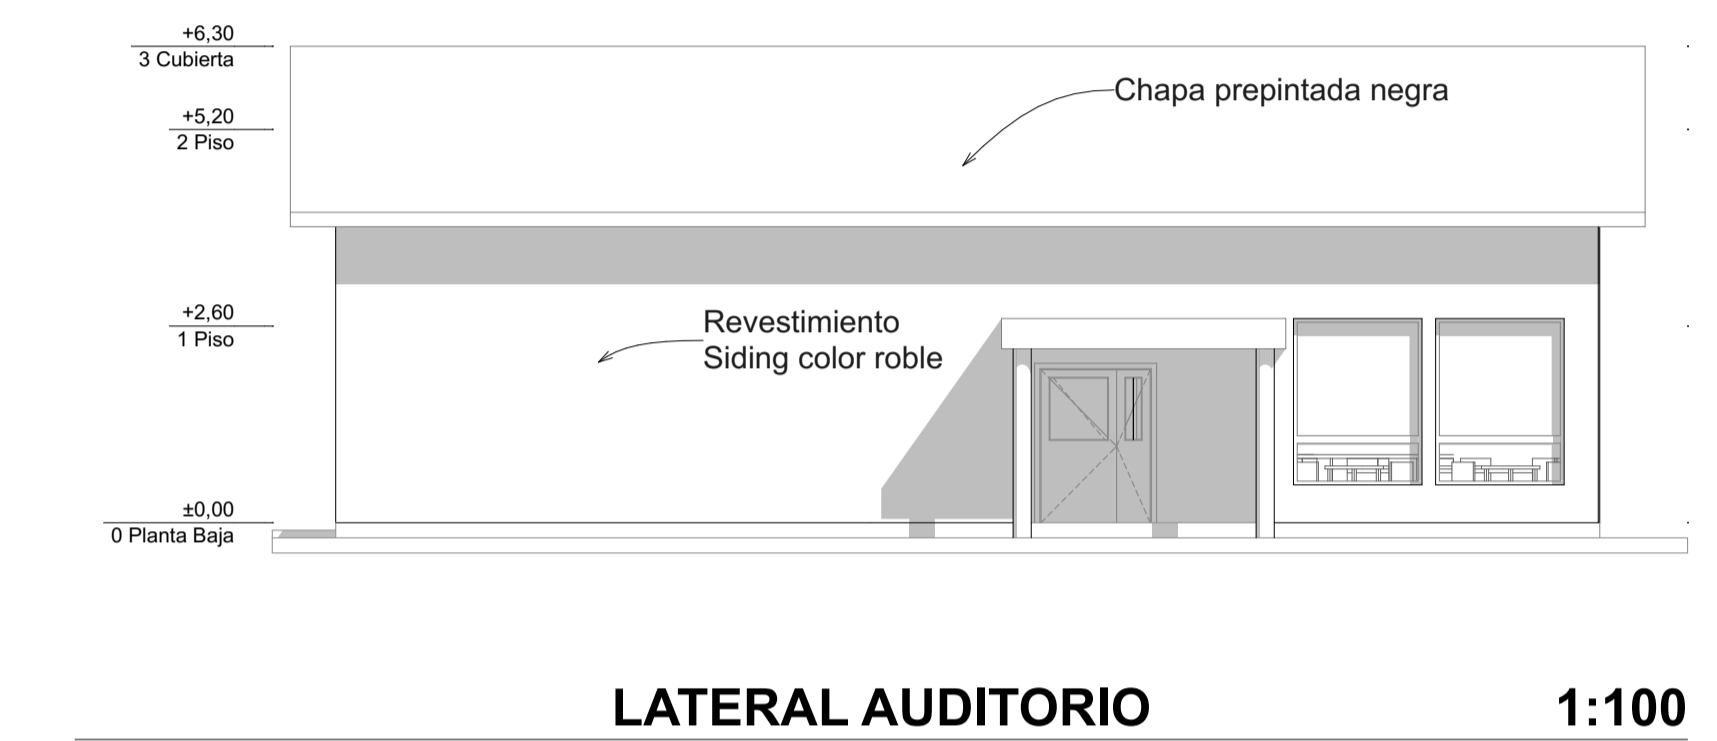 +6,30
3 Cubierta
Chapa prepintada negra
+5,20
2 Piso
+2,60
1 Piso
Revestimiento
Siding color roble
±0,00
0 Planta Baja
LATERAL AUDITORIO 1:100